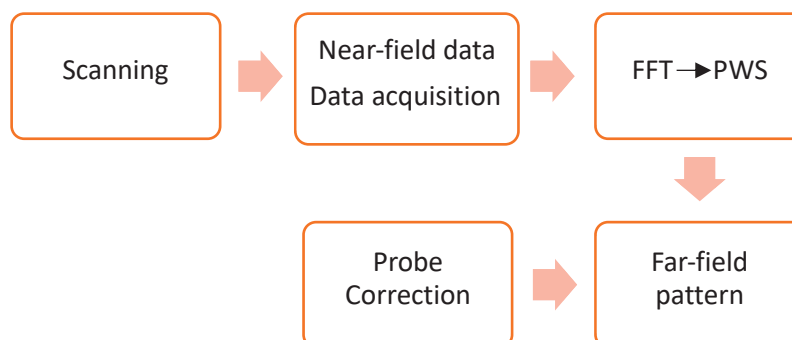 Scanning
Near-field data
Data acquisition
FFT→PWS
Probe
Correction
Far-field
pattern